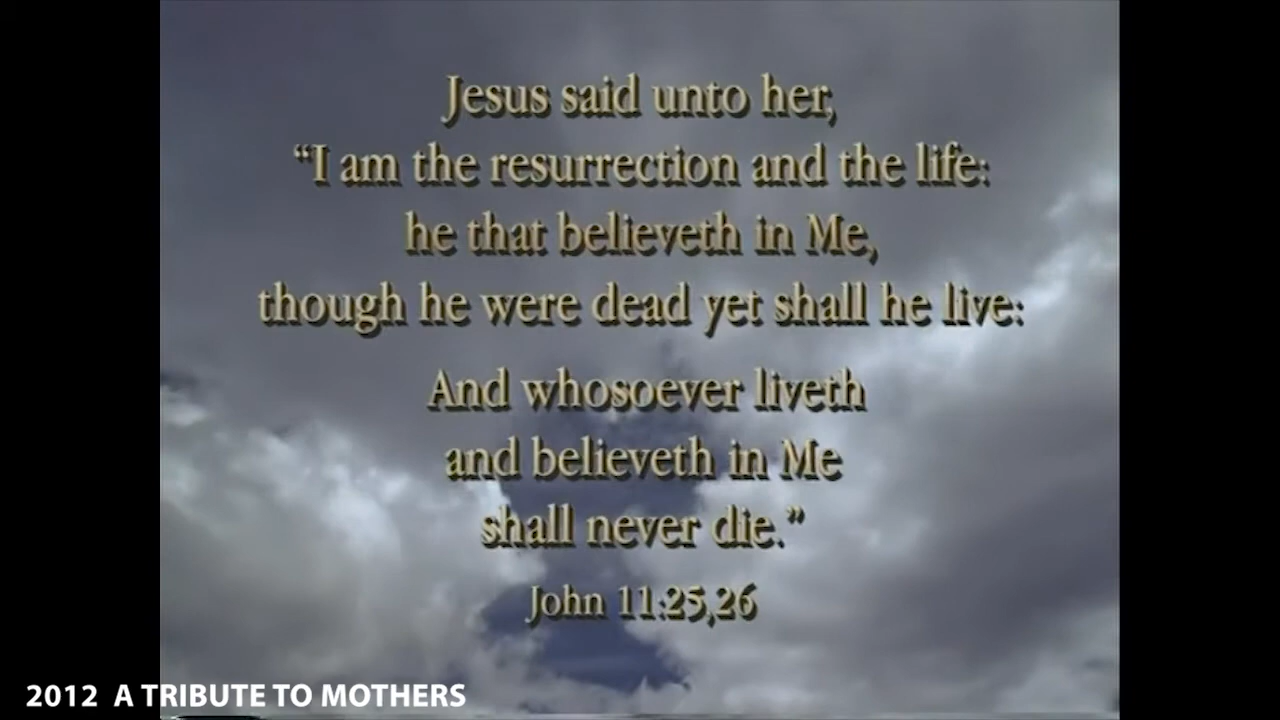 Jesus said unto her,
“I am the resurrection and the life:
he that believeth in Me,
though he were dead yet shall he live:
And whosoever liveth
and believeth in Me
shall never die.”
John 11:25,26
2012 A TRIBUTE TO MOTHERS